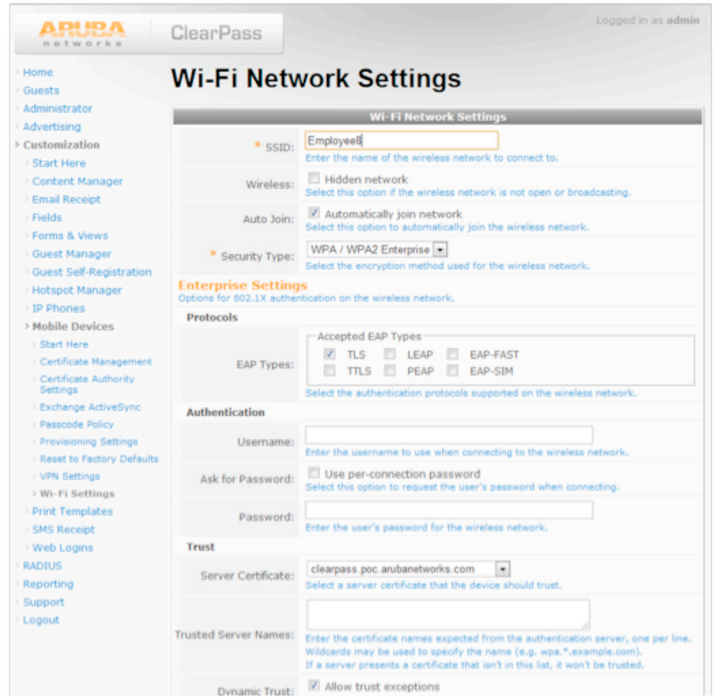 Logged in as admin
ARUBA
networks
ClearPass
Home
Guests
Administrator
Advertising
Customization
Start Here
Content Manager
Email Receipt
Fields
Forms & Views
Guest Manager
Guest Self-Registration
Hotspot Manager
IP Phones
Mobile Devices
Start Here
Certificate Management
Certificate Authority
Settings
Exchange ActiveSync
Passcode Policy
Provisioning Settings
Reset to Factory Defaults
VPN Settings
Wi-Fi Settings
Print Templates
SMS Receipt
Web Logins
RADIUS
Reporting
Support
Logout
Wi-Fi Network Settings
Wi-Fi Network Settings
* SSID: Employee8
Enter the name of the wireless network to connect to.
Wireless: Hidden network
Select this option if the wireless network is not open or broadcasting.
Auto Join: Automatically join network
Select this option to automatically join the wireless network.
* Security Type: WPA / WPA2 Enterprise
Select the encryption method used for the wireless network.
Enterprise Settings
Options for 802.1X authentication on the wireless network.
Protocols
Accepted EAP Types
EAP Types: TLS LEAP EAP-FAST
TTLS PEAP EAP-SIM
Select the authentication protocols supported on the wireless network.
Authentication
Username:
Enter the username to use when connecting to the wireless network.
Ask for Password: Use per-connection password
Select this option to request the user's password when connecting.
Password:
Enter the user's password for the wireless network.
Trust
Server Certificate: clearpass.poc.arubanetworks.com
Select a server certificate that the device should trust.
Trusted Server Names:
Enter the certificate names expected from the authentication server, one per line.
Wildcards may be used to specify the name (e.g. wpa.*.example.com).
If a server presents a certificate that isn't in this list, it won't be trusted.
Dynamic Trust: Allow trust exceptions